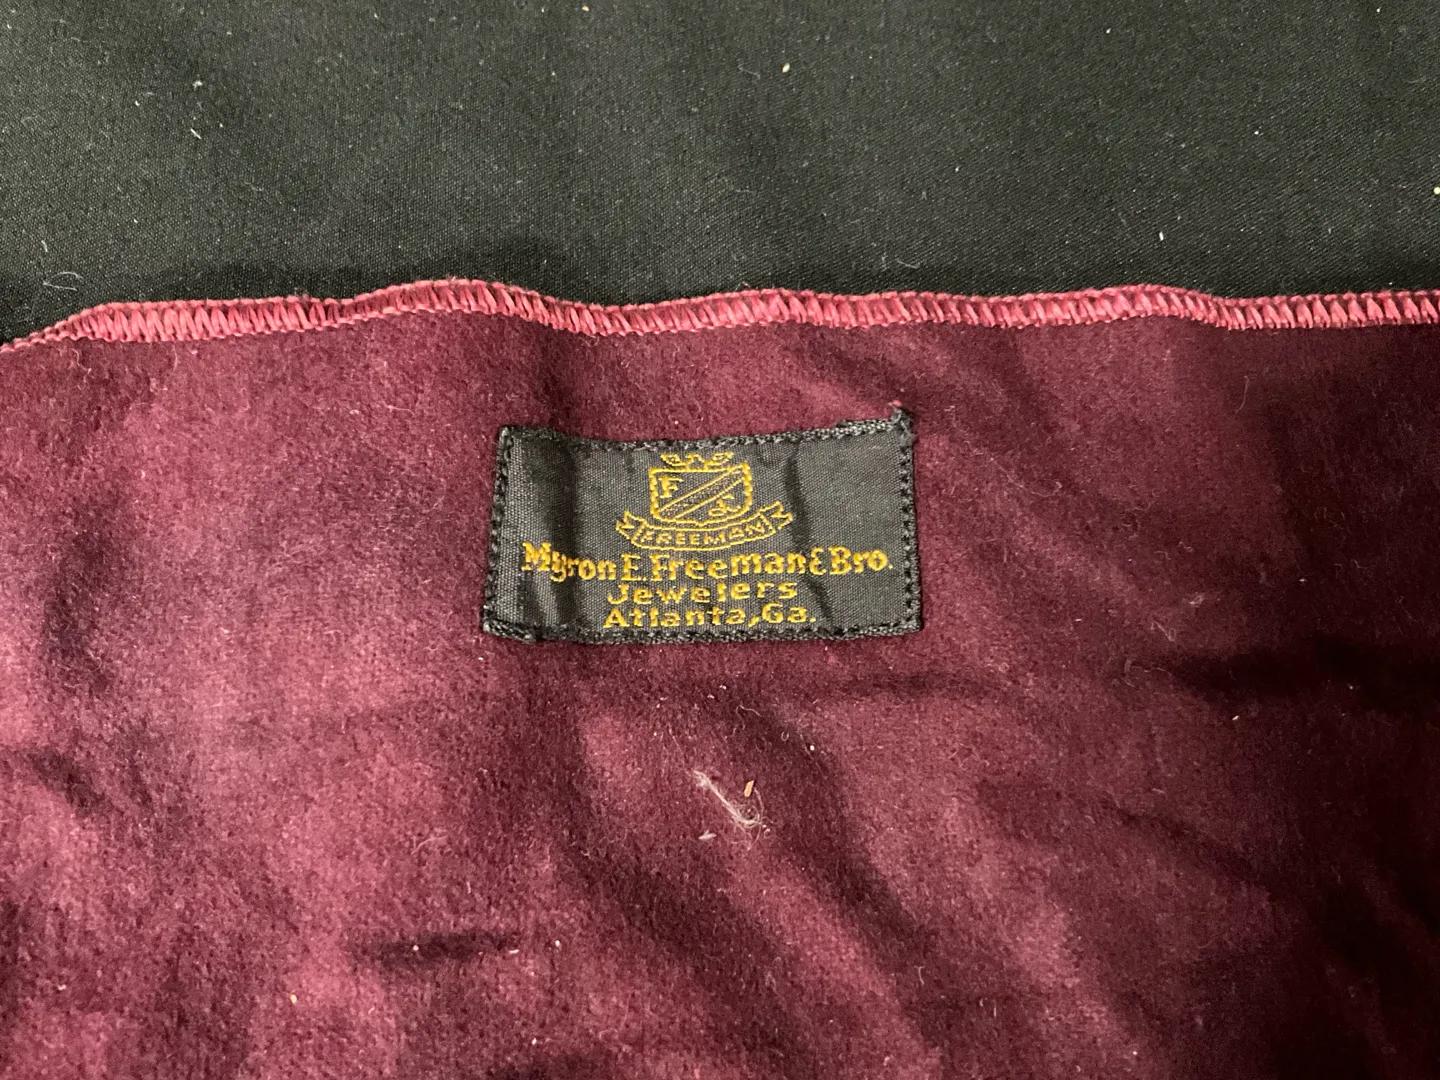 F
FREEMAN
Myron E. Freeman & Bro.
Jewelers
Atlanta, Ga.